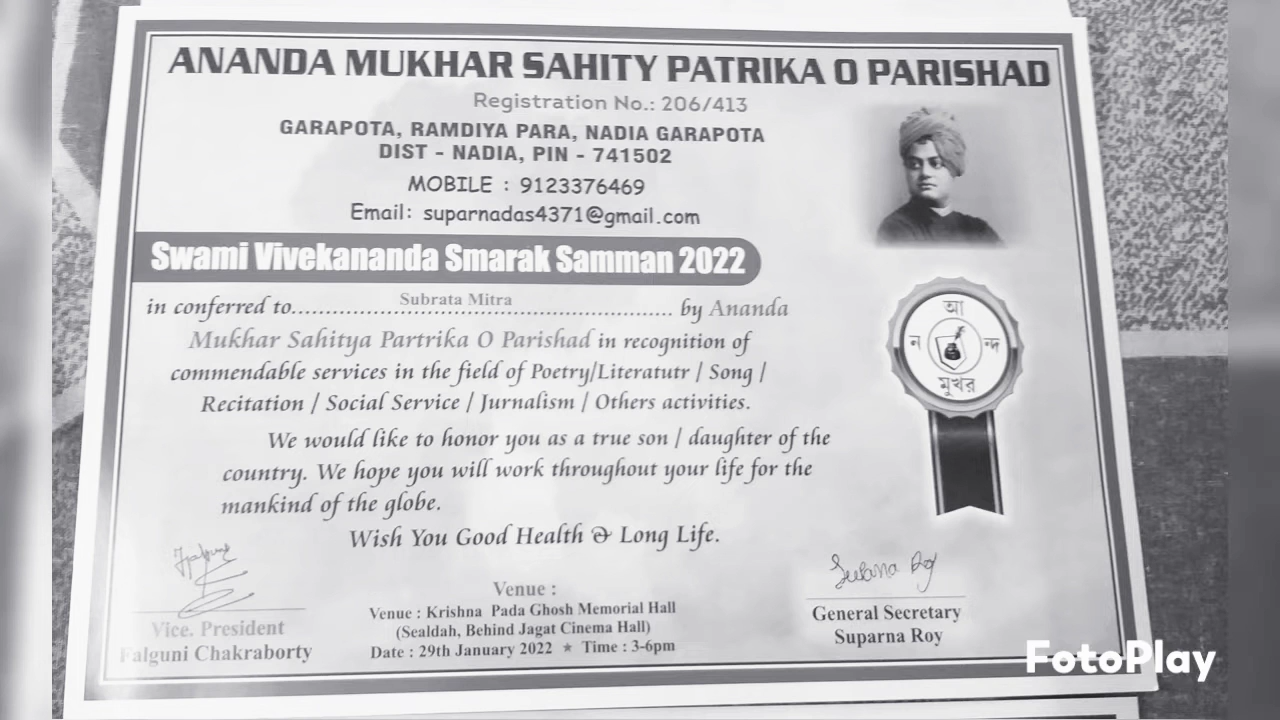 ANANDA MUKHAR SAHITY PATRIKA O PARISHAD
Registration No.: 206/413
GARAPOTA, RAMDIYA PARA, NADIA GARAPOTA
DIST - NADIA, PIN - 741502
MOBILE : 9123376469
Email: suparnadas4371@gmail.com
Swami Vivekananda Smarak Samman 2022
in conferred to....Subrata Mitra.... by Ananda
Mukhar Sahitya Partrika O Parishad in recognition of
commendable services in the field of Poetry/Literatutr / Song /
Recitation / Social Service / Jurnalism / Others activities.
We would like to honor you as a true son / daughter of the
country. We hope you will work throughout your life for the
mankind of the globe.
Wish You Good Health & Long Life.
আ
ন ন্দ
মুখর
Vice. President
Falguni Chakraborty
Venue :
Venue : Krishna Pada Ghosh Memorial Hall
(Sealdah, Behind Jagat Cinema Hall)
Date : 29th January 2022 ★ Time : 3-6pm
General Secretary
Suparna Roy
FotoPlay